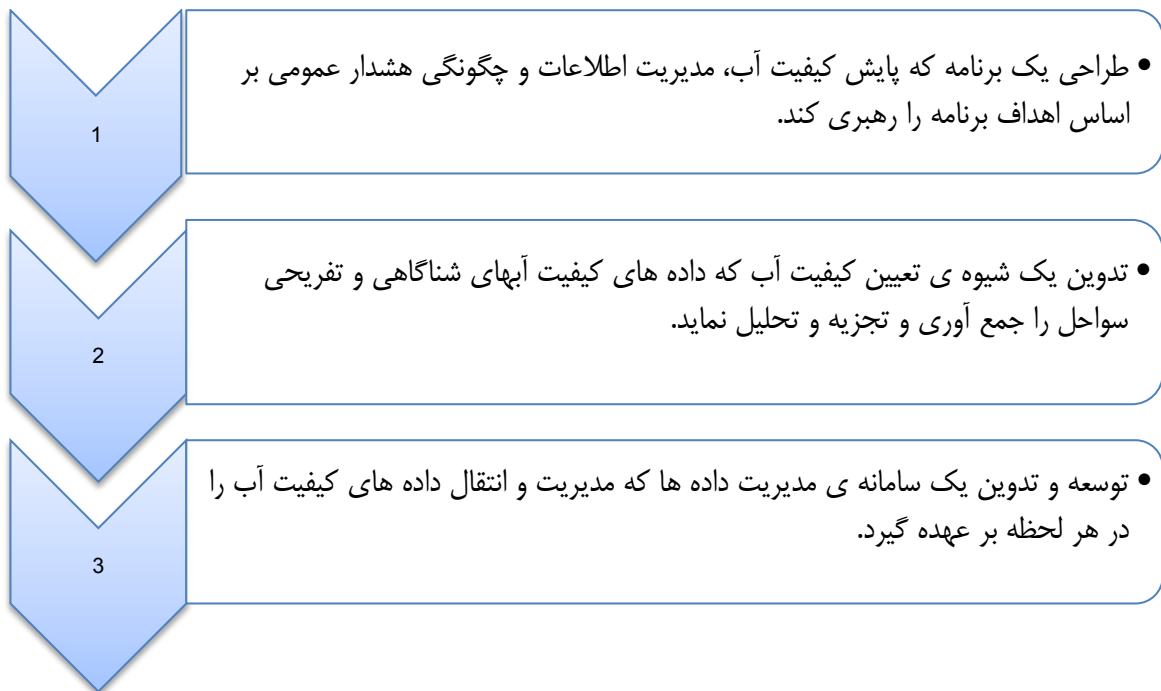 1
• طراحی یک برنامه که پایش کیفیت آب، مدیریت اطلاعات و چگونگی هشدار عمومی بر
اساس اهداف برنامه را رهبری کند.
2
• تدوین یک شیوه ی تعیین کیفیت آب که داده های کیفیت آبهای شناگاهی و تفریحی
سواحل را جمع آوری و تجزیه و تحلیل نماید.
3
• توسعه و تدوین یک سامانه ی مدیریت داده ها که مدیریت و انتقال داده های کیفیت آب را
در هر لحظه بر عهده گیرد.